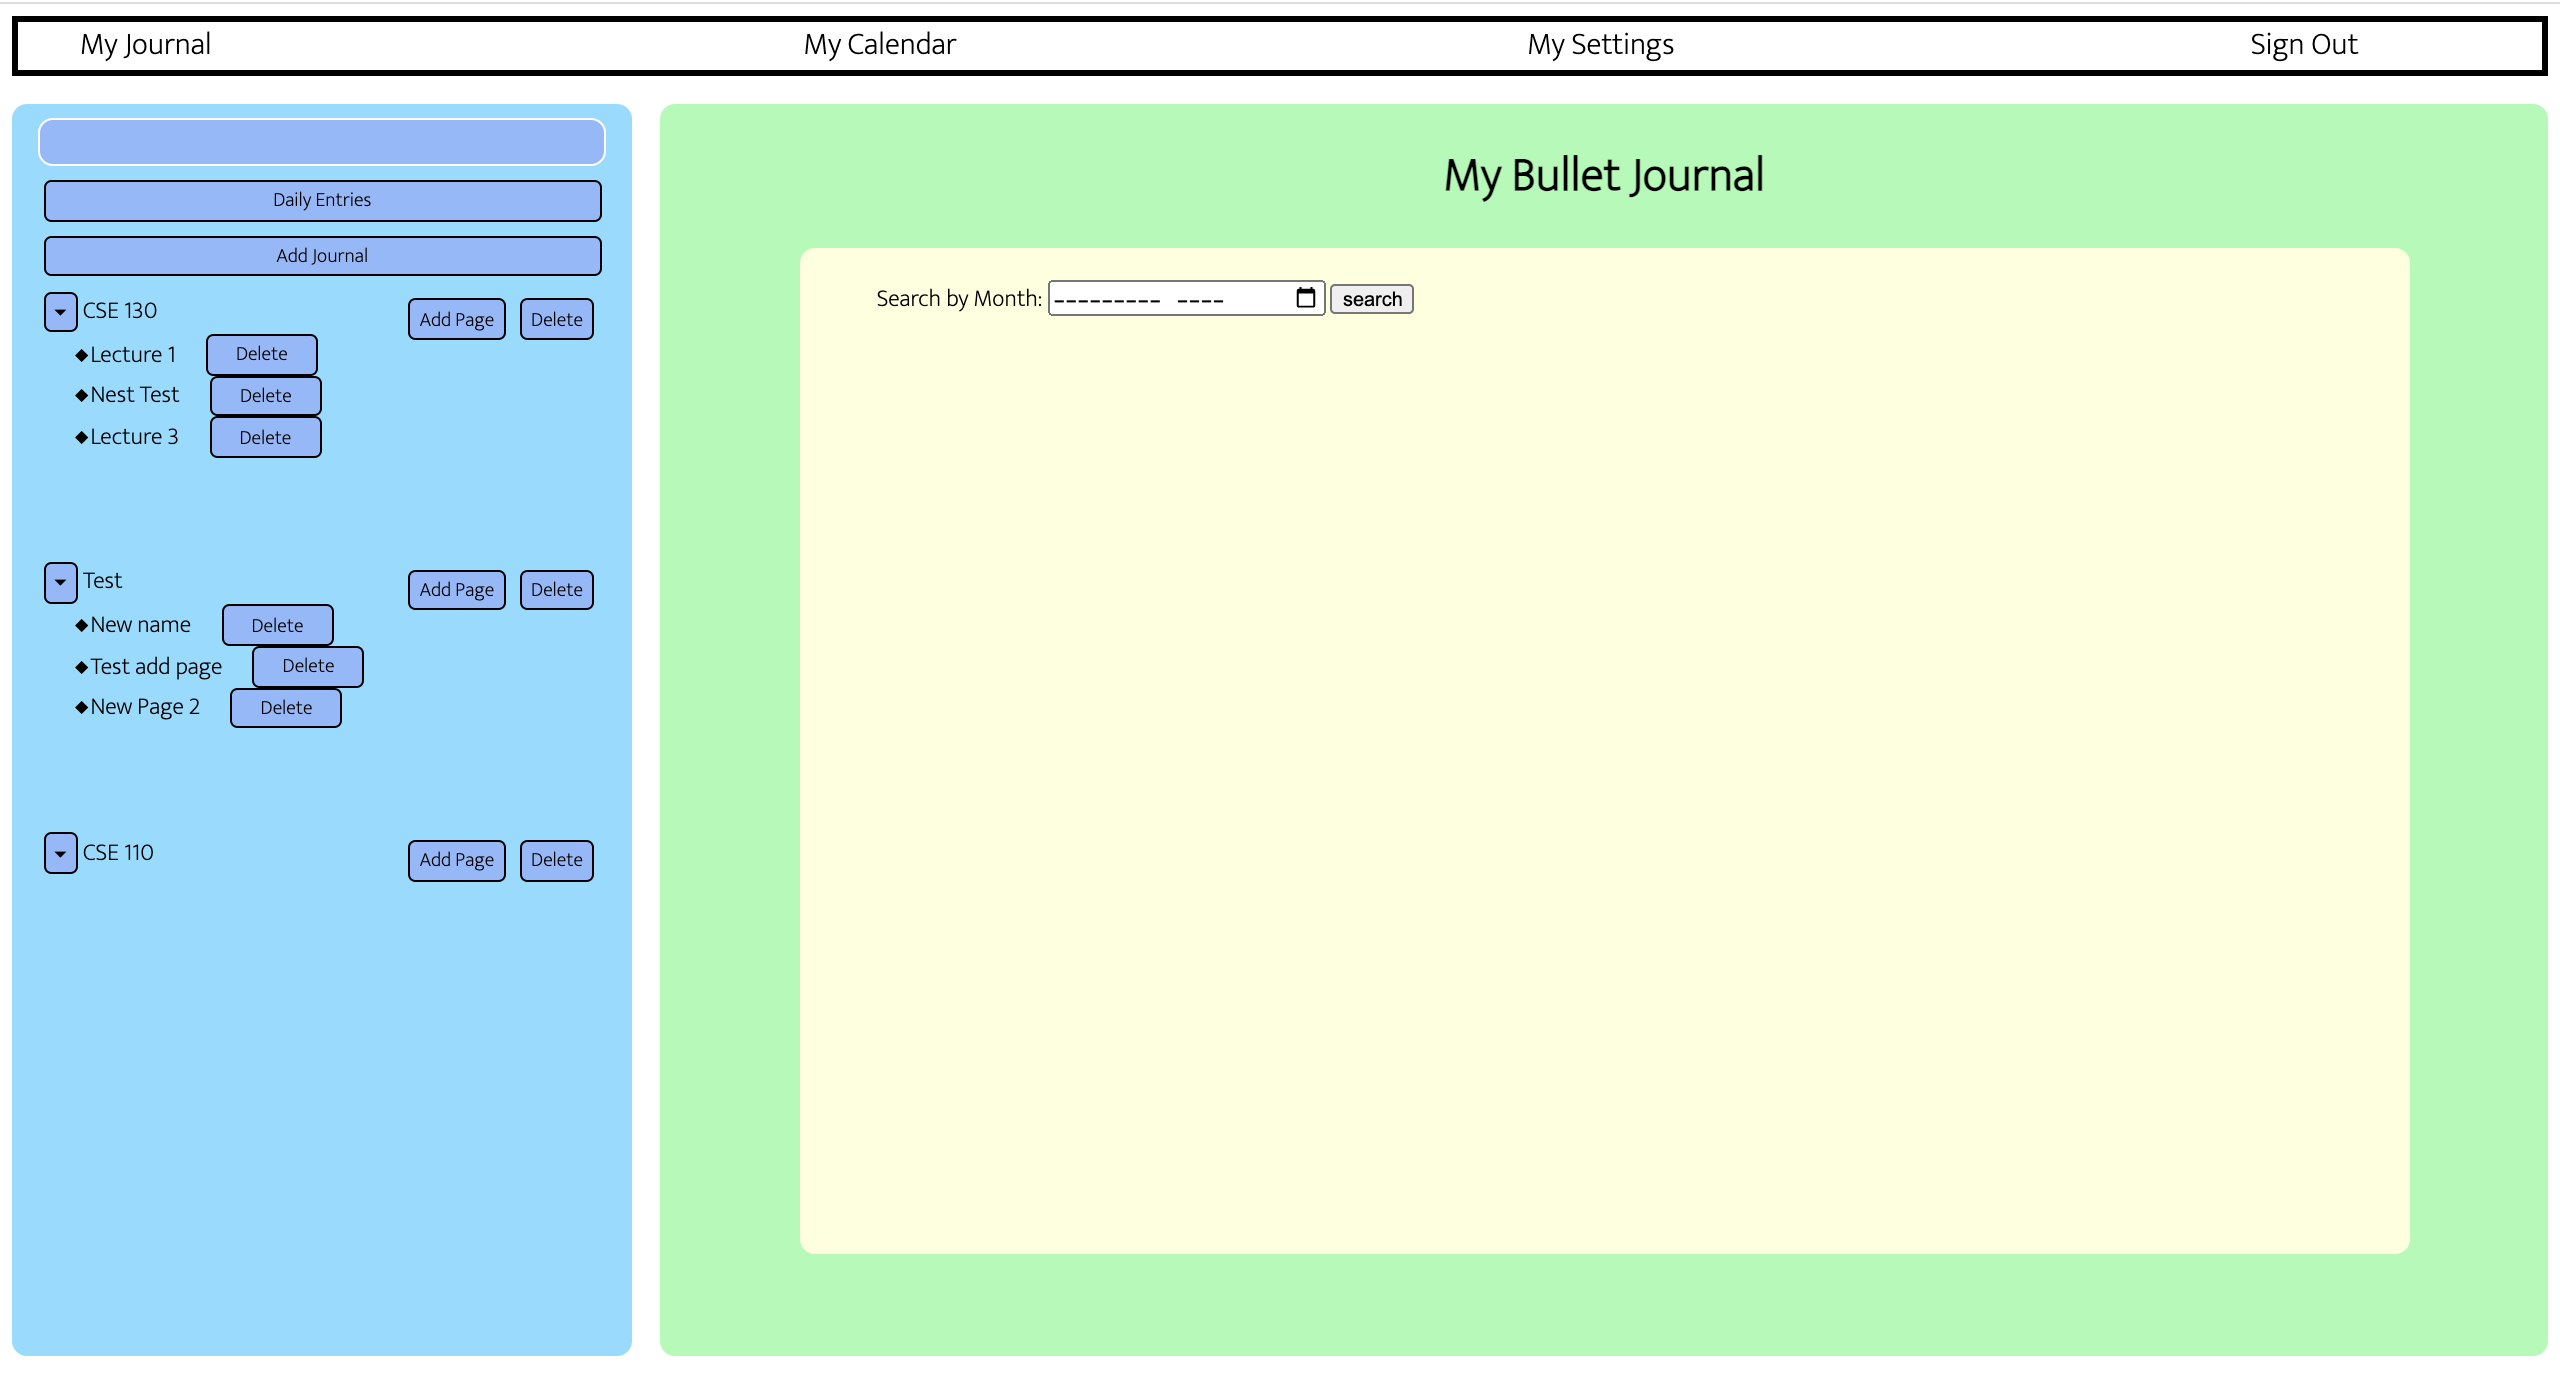 My Journal My Calendar My Settings Sign Out
Daily Entries
Add Journal
CSE 130 Add Page Delete
Lecture 1 Delete
Nest Test Delete
Lecture 3 Delete
Test Add Page Delete
New name Delete
Test add page Delete
New Page 2 Delete
CSE 110 Add Page Delete
My Bullet Journal
Search by Month: --------- ---- search